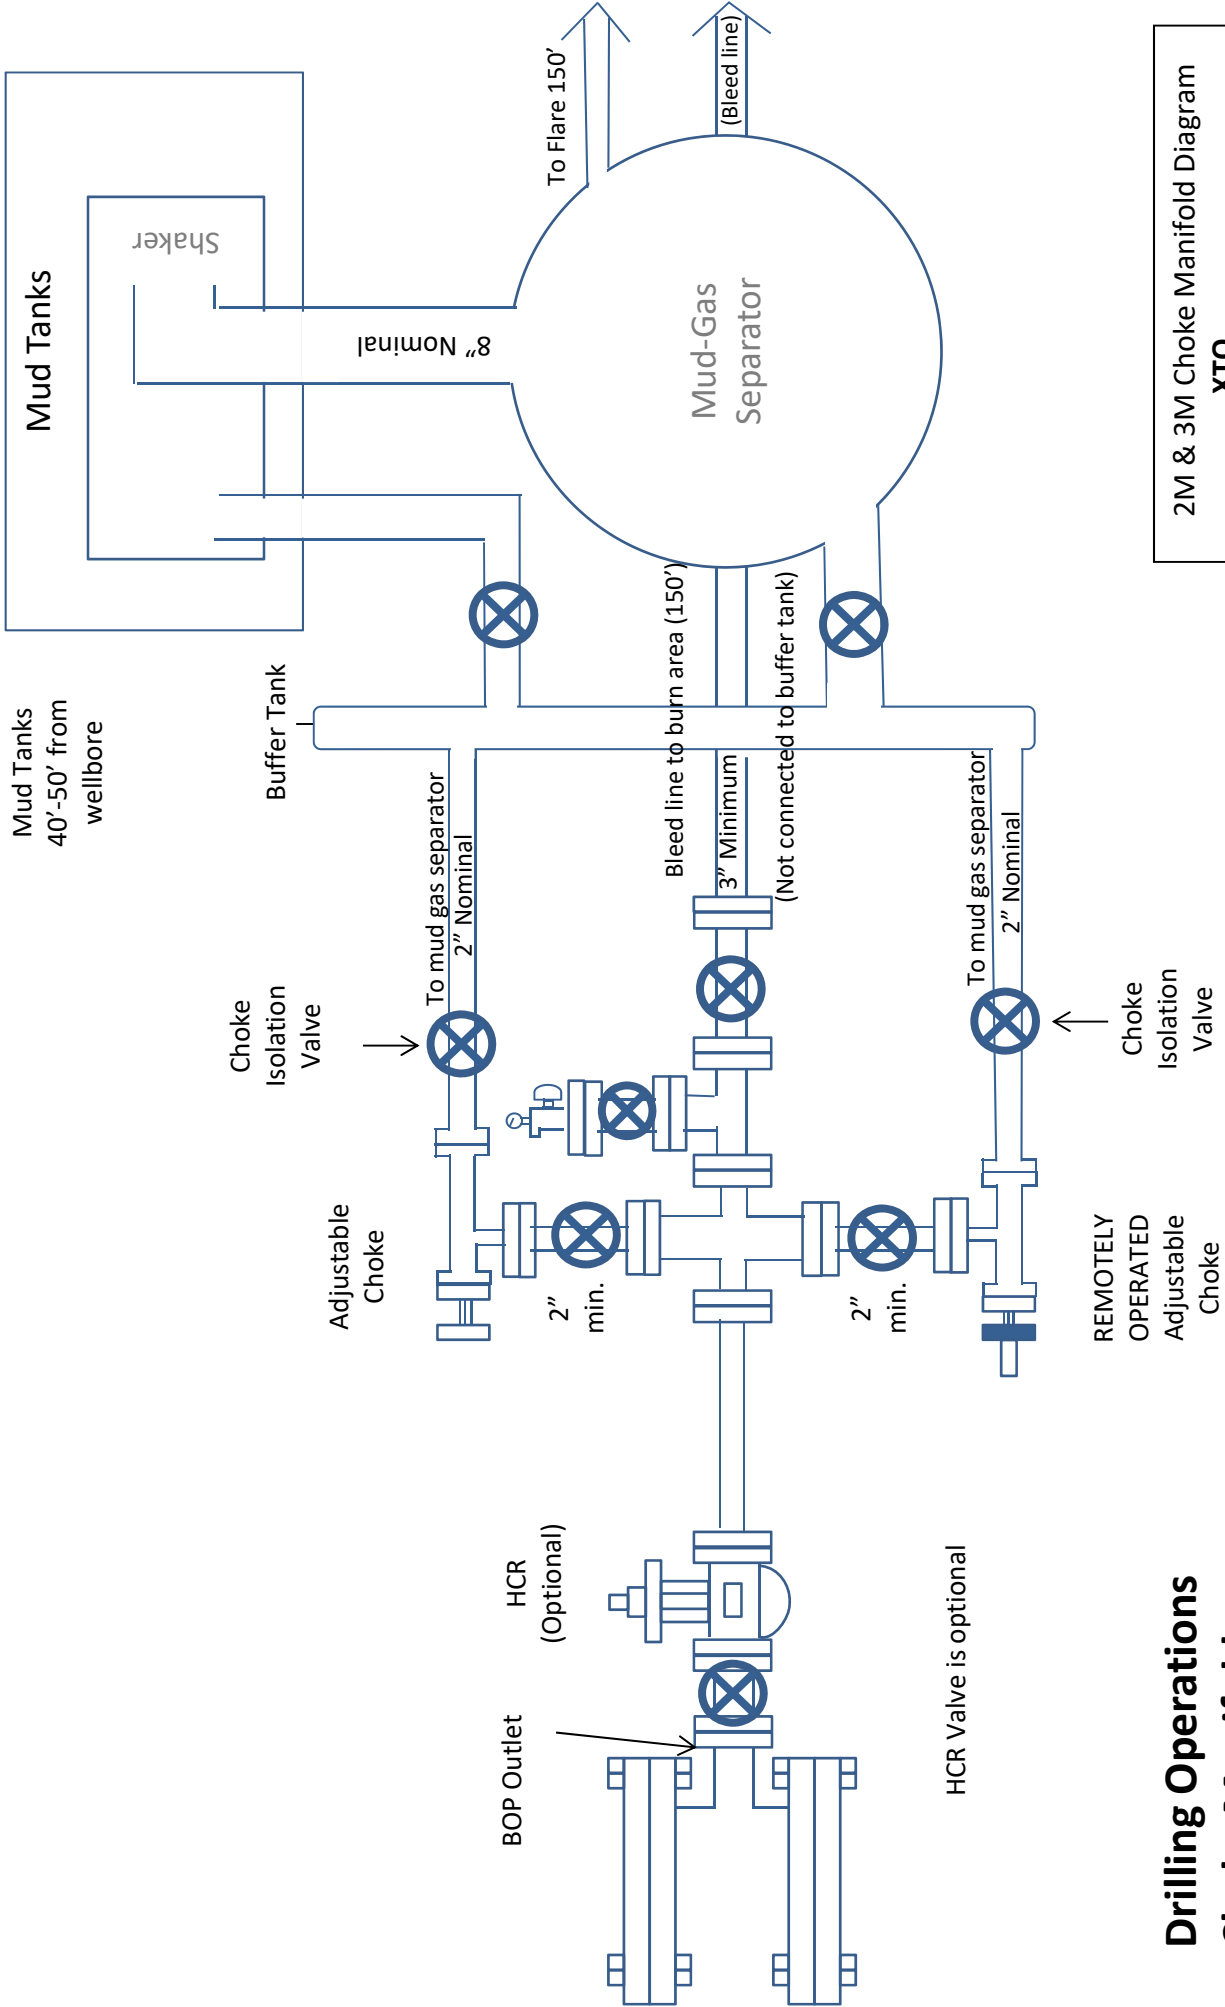 Mud Tanks
40'-50' from
wellbore
Mud Tanks
Shaker
Buffer Tank
Choke
Isolation
Valve
Adjustable
Choke
To mud gas separator
2” Nominal
8” Nominal
To Flare 150'
HCR
(Optional)
BOP Outlet
2”
min.
Bleed line to burn area (150')
3” Minimum
(Not connected to buffer tank)
Mud-Gas
Separator
(Bleed line)
2”
min.
HCR Valve is optional
To mud gas separator
2” Nominal
REMOTELY
OPERATED
Adjustable
Choke
Choke
Isolation
Valve
Drilling Operations
Choke Manifold
2M & 3M Choke Manifold Diagram
XTO